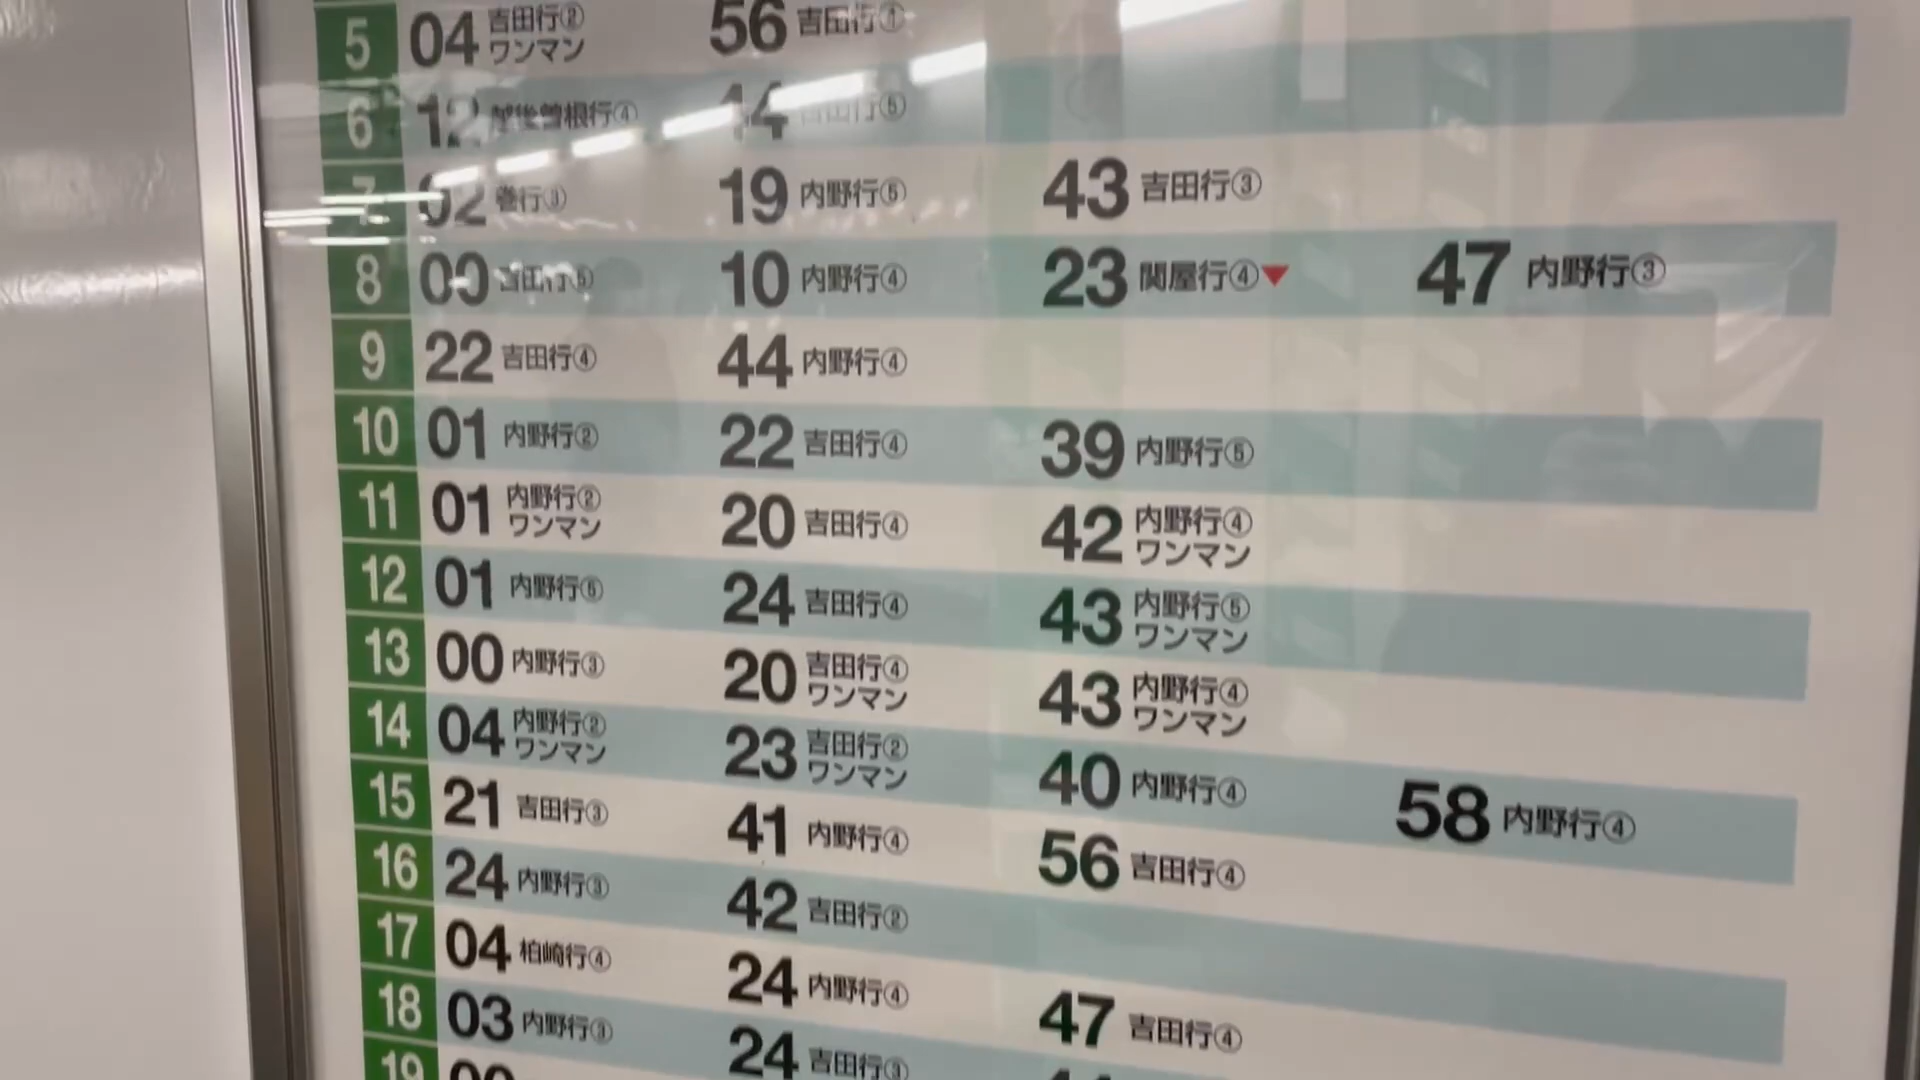 5 04 吉田行② 56 吉田行①
ワンマン
6 12 越後曽根行④ 44 吉田行⑤
7 02 巻行③ 19 内野行⑤ 43 吉田行③
8 00 吉田行⑤ 10 内野行④ 23 関屋行④▼ 47 内野行③
9 22 吉田行④ 44 内野行④
10 01 内野行② 22 吉田行④ 39 内野行⑤
11 01 内野行② 20 吉田行④ 42 内野行④
ワンマン ワンマン
12 01 内野行⑤ 24 吉田行④ 43 内野行⑤
ワンマン
13 00 内野行③ 20 吉田行④ 43 内野行④
ワンマン ワンマン
14 04 内野行② 23 吉田行② 40 内野行④ 58 内野行④
ワンマン ワンマン
15 21 吉田行③ 41 内野行④ 56 吉田行④
16 24 内野行③ 42 吉田行②
17 04 柏崎行④ 24 内野行④ 47 吉田行④
18 03 内野行③ 24 吉田行③
19